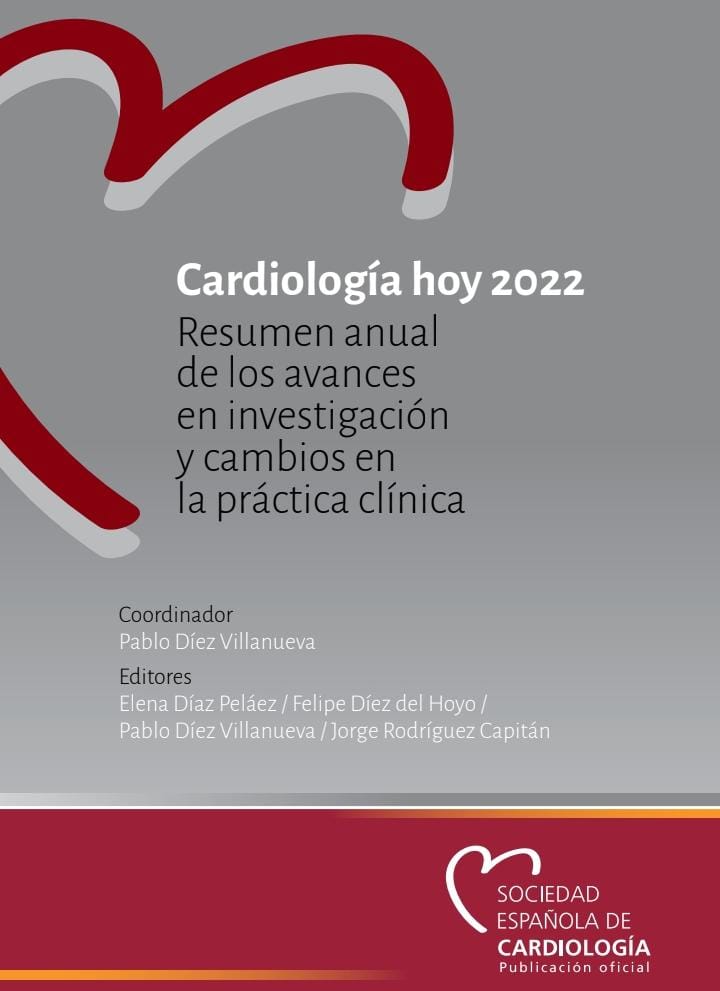 Cardiología hoy 2022
Resumen anual
de los avances
en investigación
y cambios en
la práctica clínica
Coordinador
Pablo Díez Villanueva
Editores
Elena Díaz Peláez / Felipe Díez del Hoyo /
Pablo Díez Villanueva / Jorge Rodríguez Capitán
SOCIEDAD
ESPAÑOLA DE
CARDIOLOGÍA
Publicación oficial